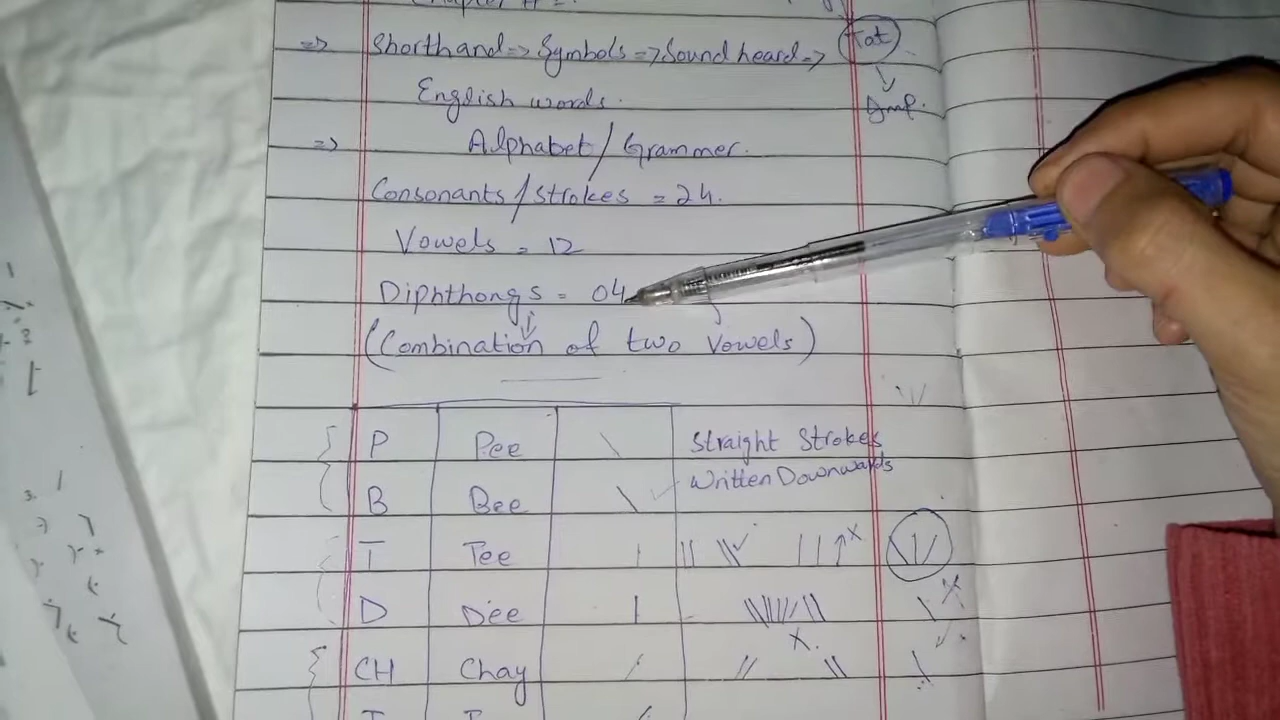 => Shorthand => Symbols => Sound heard => Tat
English words.
=> Alphabet / Grammer.
Consonants / strokes = 24.
Vowels = 12
Diphthongs = 04
(Combination of two vowels)
P Pee \ Straight Strokes
Written Downwards
B Bee \
T Tee |
D Dee |
CH Chay /